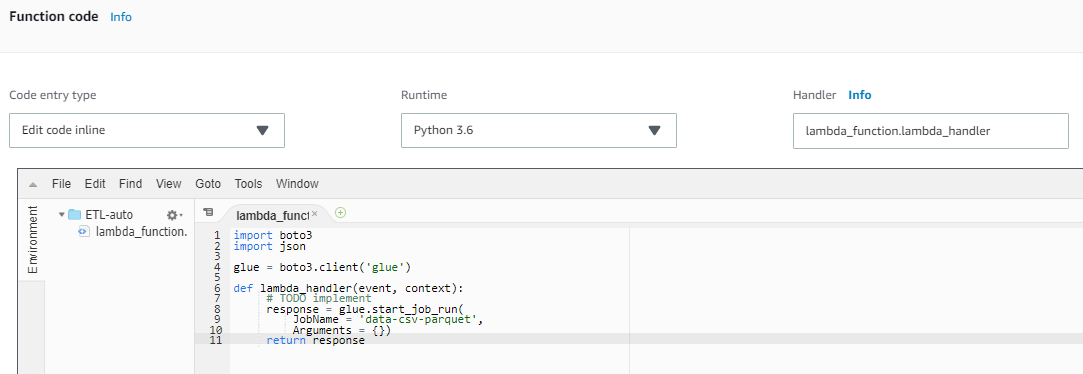 Function code Info
Code entry type
Edit code inline
Runtime
Python 3.6
Handler Info
lambda_function.lambda_handler
File Edit Find View Goto Tools Window
Environment
ETL-auto
lambda_function.
lambda_funct
1 import boto3
2 import json
3
4 glue = boto3.client('glue')
5
6 def lambda_handler(event, context):
7 # TODO implement
8 response = glue.start_job_run(
9 JobName = 'data-csv-parquet',
10 Arguments = {})
11 return response